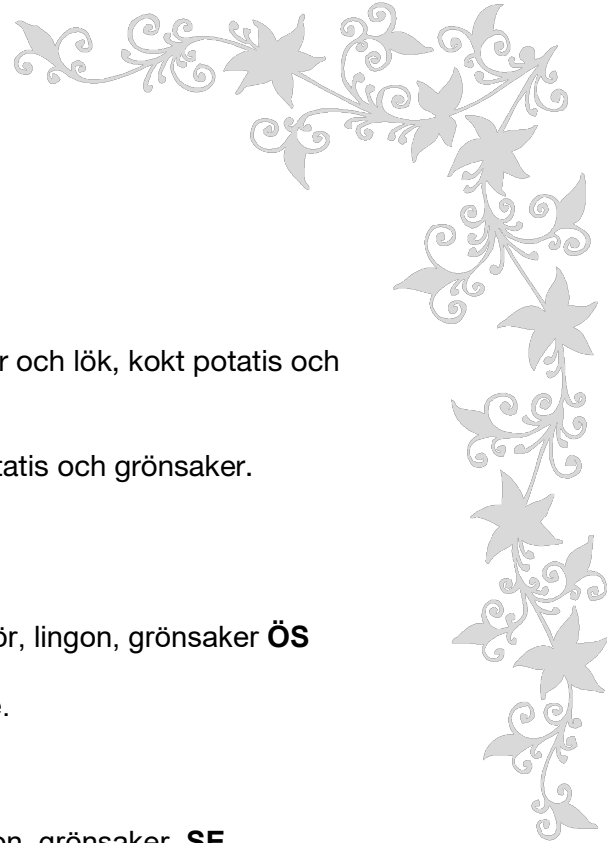 r och lök, kokt potatis och
tatis och grönsaker.
ör, lingon, grönsaker ÖS
e.
on, grönsaker. SE